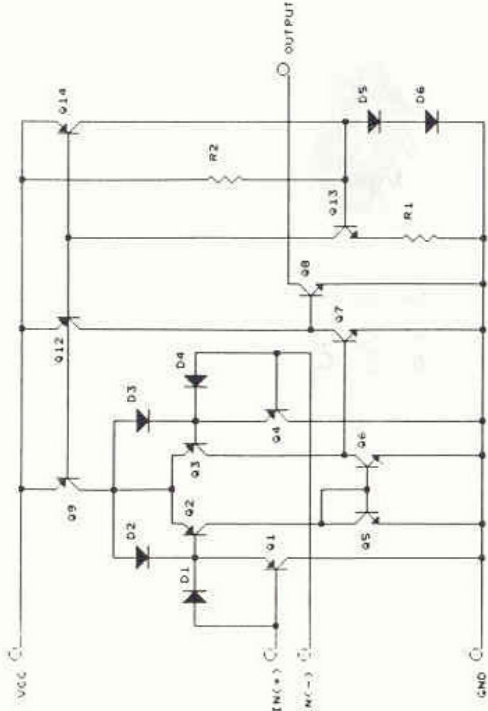 VCC
Q9
Q12
Q14
D3
D2
D4
D1
Q2
Q3
R2
OUTPUT
D5
D6
IN(+)
N(-)
Q1
Q4
Q8
Q13
Q7
R1
Q5
Q6
GND